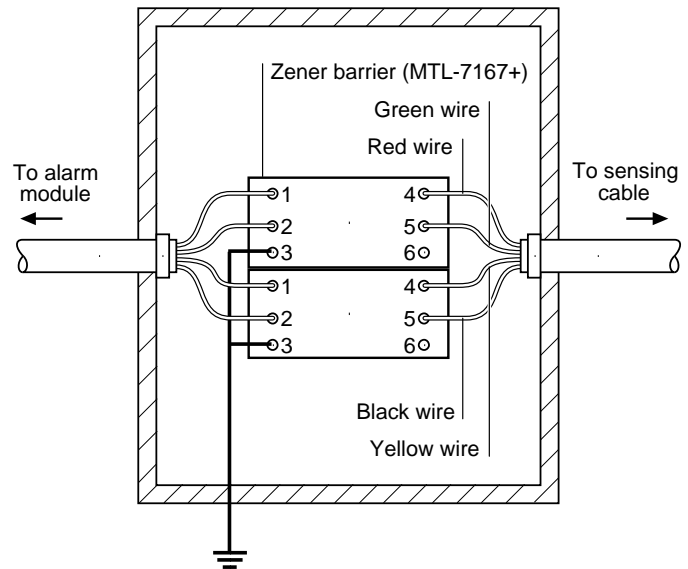 Zener barrier (MTL-7167+)
Green wire
Red wire
To alarm
module
To sensing
cable
1 4
2 5
3 6
1 4
2 5
3 6
Black wire
Yellow wire